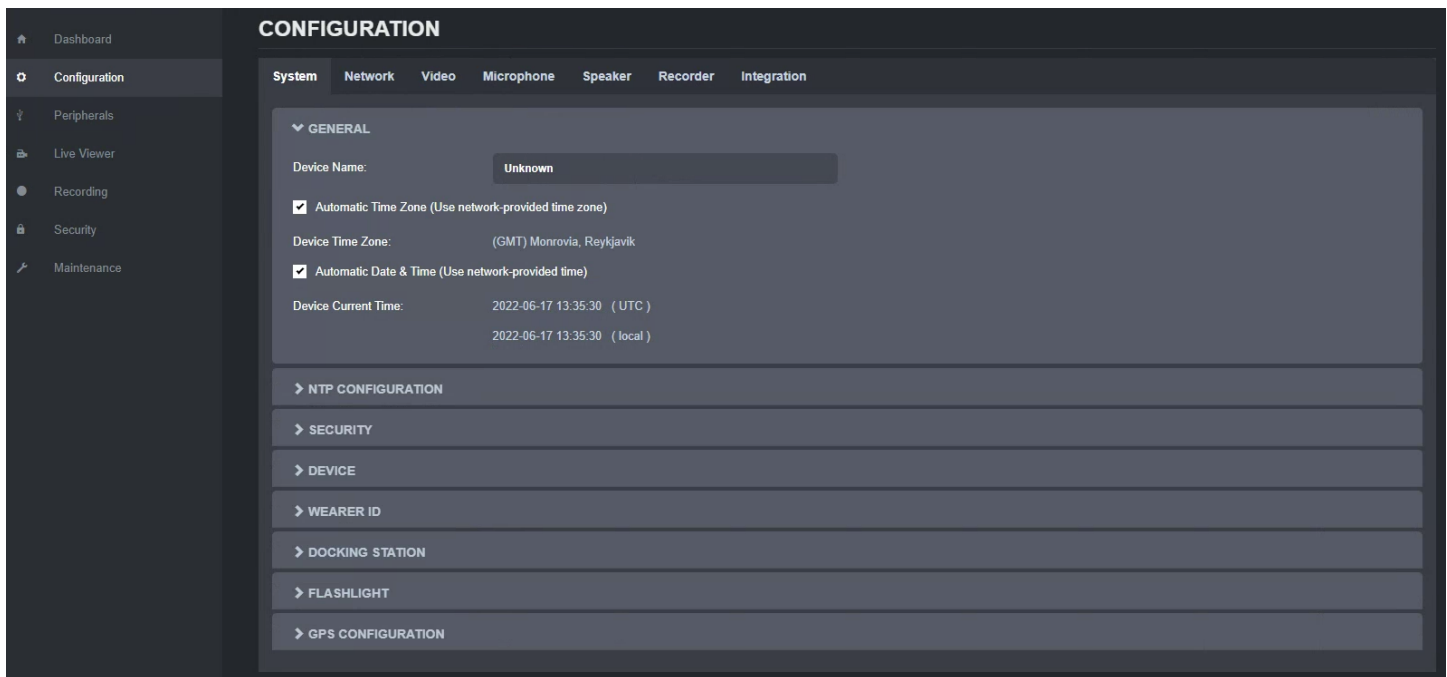 CONFIGURATION
Dashboard
Configuration
Peripherals
Live Viewer
Recording
Security
Maintenance
System Network Video Microphone Speaker Recorder Integration
GENERAL
Device Name: Unknown
Automatic Time Zone (Use network-provided time zone)
Device Time Zone: (GMT) Monrovia, Reykjavik
Automatic Date & Time (Use network-provided time)
Device Current Time: 2022-06-17 13:35:30 ( UTC )
2022-06-17 13:35:30 ( local )
NTP CONFIGURATION
SECURITY
DEVICE
WEARER ID
DOCKING STATION
FLASHLIGHT
GPS CONFIGURATION